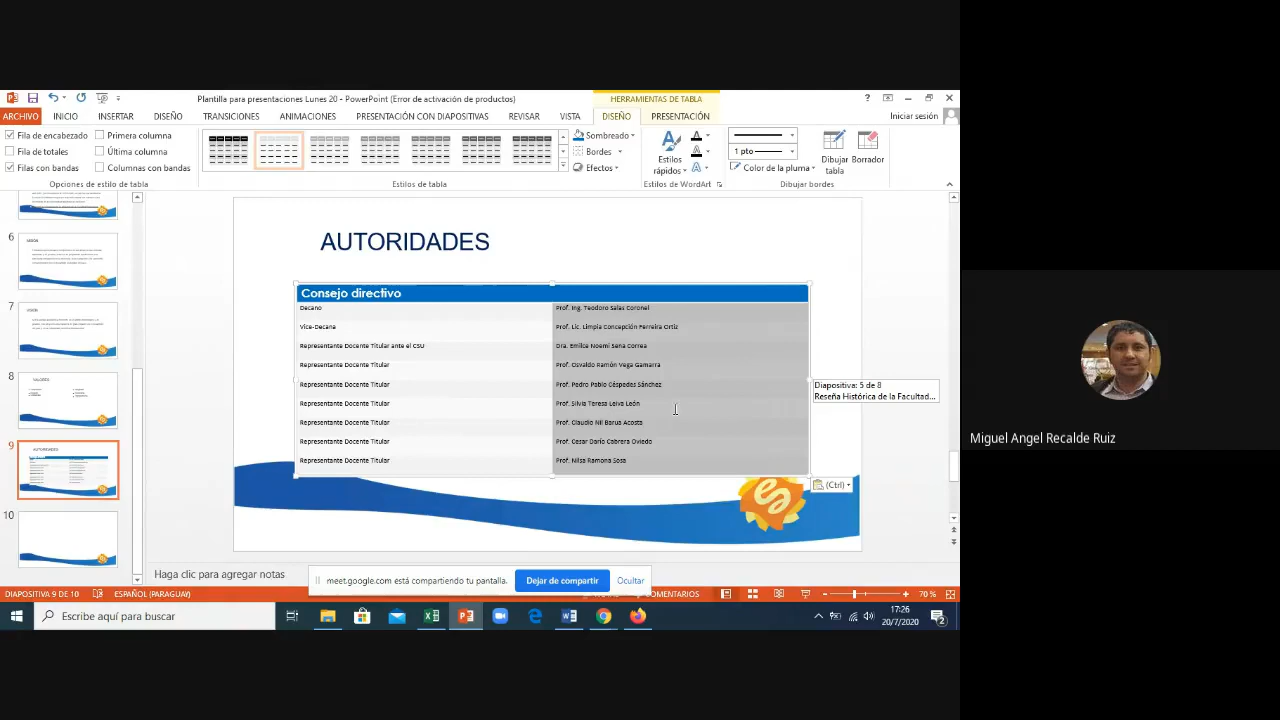 Plantilla para presentaciones Lunes 20 - PowerPoint (Error de activación de productos)
HERRAMIENTAS DE TABLA
ARCHIVO INICIO INSERTAR DISEÑO TRANSICIONES ANIMACIONES PRESENTACIÓN CON DIAPOSITIVAS REVISAR VISTA DISEÑO PRESENTACIÓN Iniciar sesión
Fila de encabezado Primera columna
Fila de totales Última columna
Filas con bandas Columnas con bandas
Opciones de estilo de tabla
Estilos de tabla
Sombreado
Bordes
Efectos
Estilos rápidos
Estilos de WordArt
1 pto
Color de la pluma
Dibujar tabla
Borrador
Dibujar bordes
6
7
8
VALORES
9
AUTORIDADES
10
AUTORIDADES
Consejo directivo
Decano Prof. Ing. Teodoro Salas Coronel
Vice-Decana Prof. Lic. Limpia Concepción Ferreira Ortiz
Representante Docente Titular ante el CSU Dra. Emilce Noemí Sena Correa
Representante Docente Titular Prof. Osvaldo Ramón Vega Gamarra
Representante Docente Titular Prof. Pedro Pablo Céspedes Sánchez
Representante Docente Titular Prof. Silvia Teresa Leiva León
Representante Docente Titular Prof. Claudio Nil Barua Acosta
Representante Docente Titular Prof. Cesar Darío Cabrera Oviedo
Representante Docente Titular Prof. Nilsa Ramona Sosa
Diapositiva: 5 de 8
Reseña Histórica de la Facultad...
(Ctrl)
Miguel Angel Recalde Ruiz
Haga clic para agregar notas
meet.google.com está compartiendo tu pantalla. Dejar de compartir Ocultar
DIAPOSITIVA 9 DE 10 ESPAÑOL (PARAGUAY) COMENTARIOS 70 %
Escribe aquí para buscar
17:26
20/7/2020
2